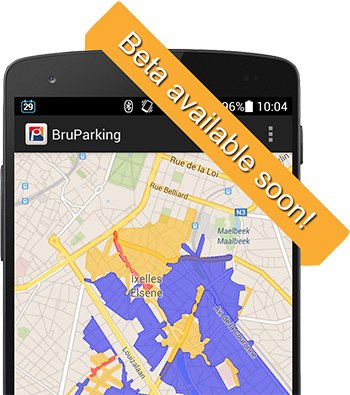 Beta available soon!
29
96%
10:04
BruParking
Rue de la Loi
Rue Belliard
N3
Maelbeek
Maalbeek
Ixelles
Elsene
Av. de la Couronne
Louizalaan